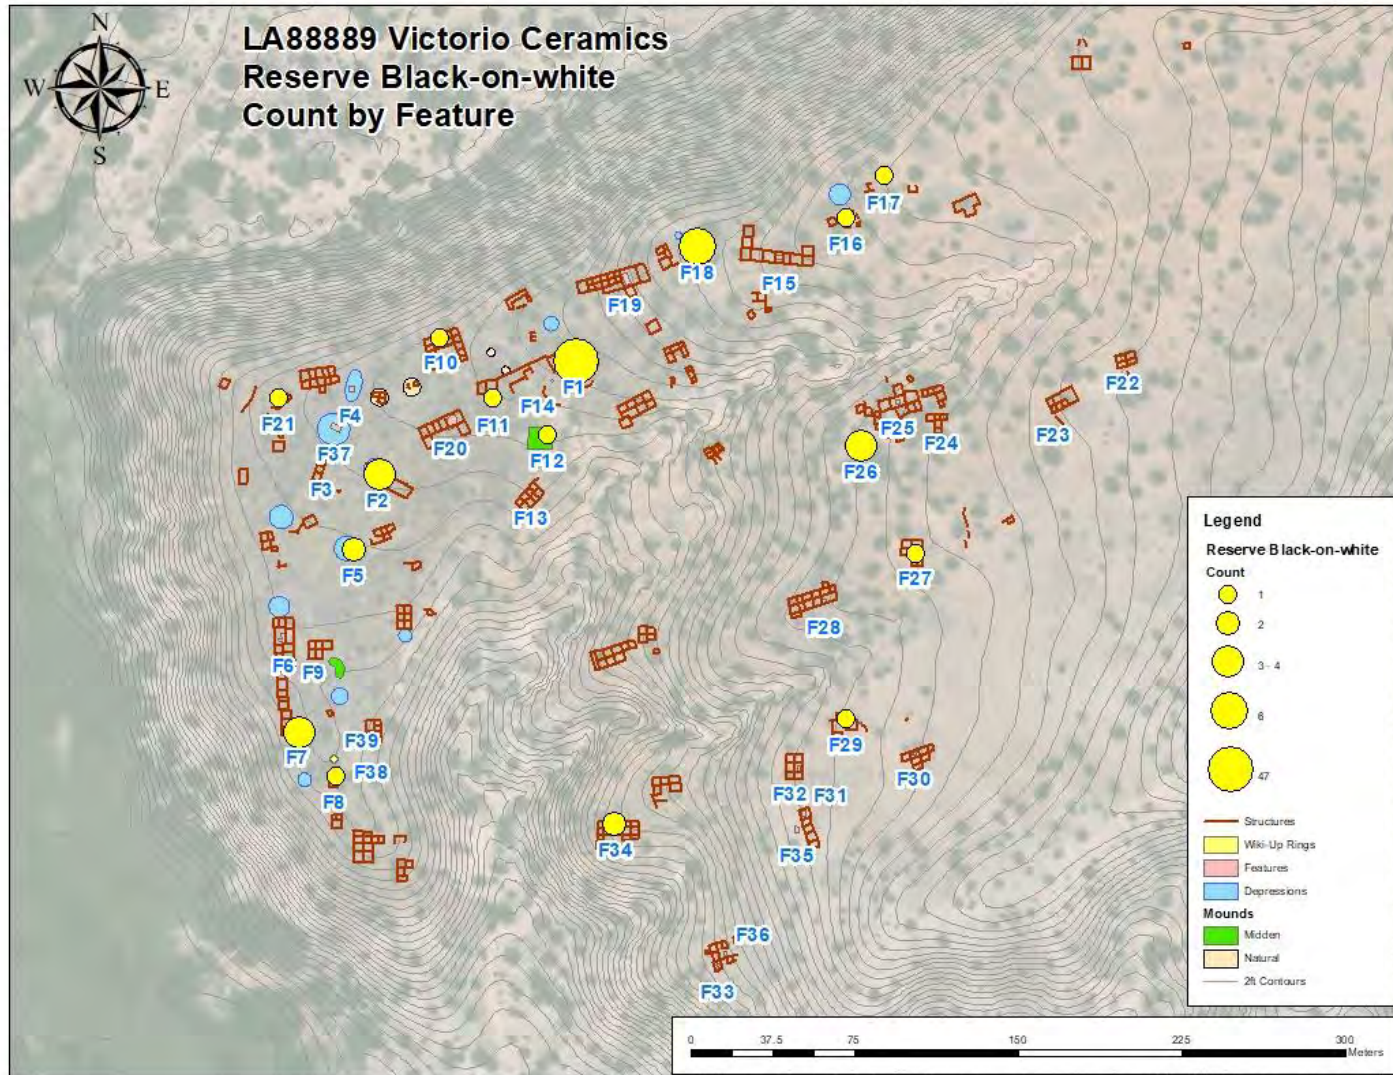 N
W E
S
LA88889 Victorio Ceramics
Reserve Black-on-white
Count by Feature
F17
F16
F18
F15
F19
F10
F1
F22
F21
F4
F11
F14
F25
F24
F23
F37
F20
F12
F26
F3
F2
F13
F5
F27
F28
F6
F9
F39
F7
F29
F38
F30
F8
F32
F31
F34
F35
F36
F33
Legend
Reserve Black-on-white
Count
1
2
3 - 4
6
47
Structures
Wiki-Up Rings
Features
Depressions
Mounds
Midden
Natural
2ft Contours
0 37.5 75 150 225 300
Meters